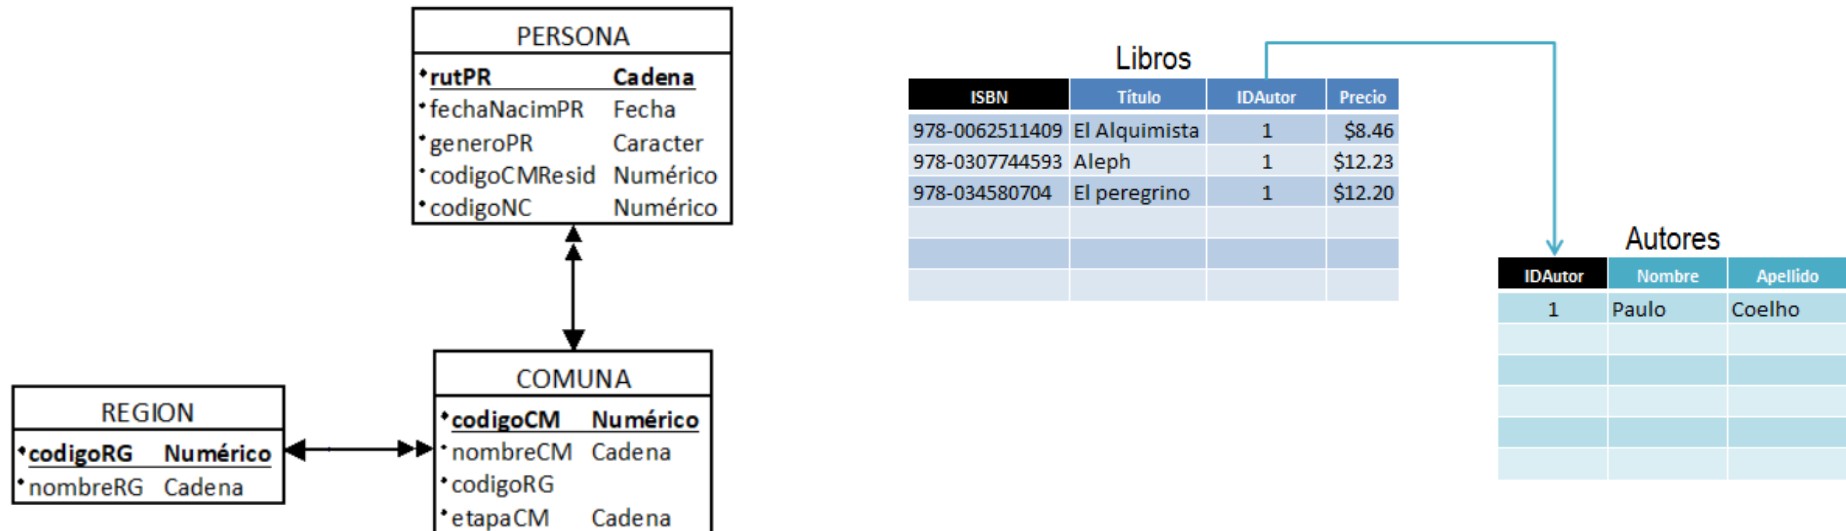 PERSONA
rutPR Cadena
fechaNacimPR Fecha
generoPR Caracter
codigoCMResid Numérico
codigoNC Numérico
REGION
codigoRG Numérico
nombreRG Cadena
COMUNA
codigoCM Numérico
nombreCM Cadena
codigoRG
etapaCM Cadena
Libros
ISBN Título IDAutor Precio
978-0062511409 El Alquimista 1 $8.46
978-0307744593 Aleph 1 $12.23
978-034580704 El peregrino 1 $12.20
Autores
IDAutor Nombre Apellido
1 Paulo Coelho